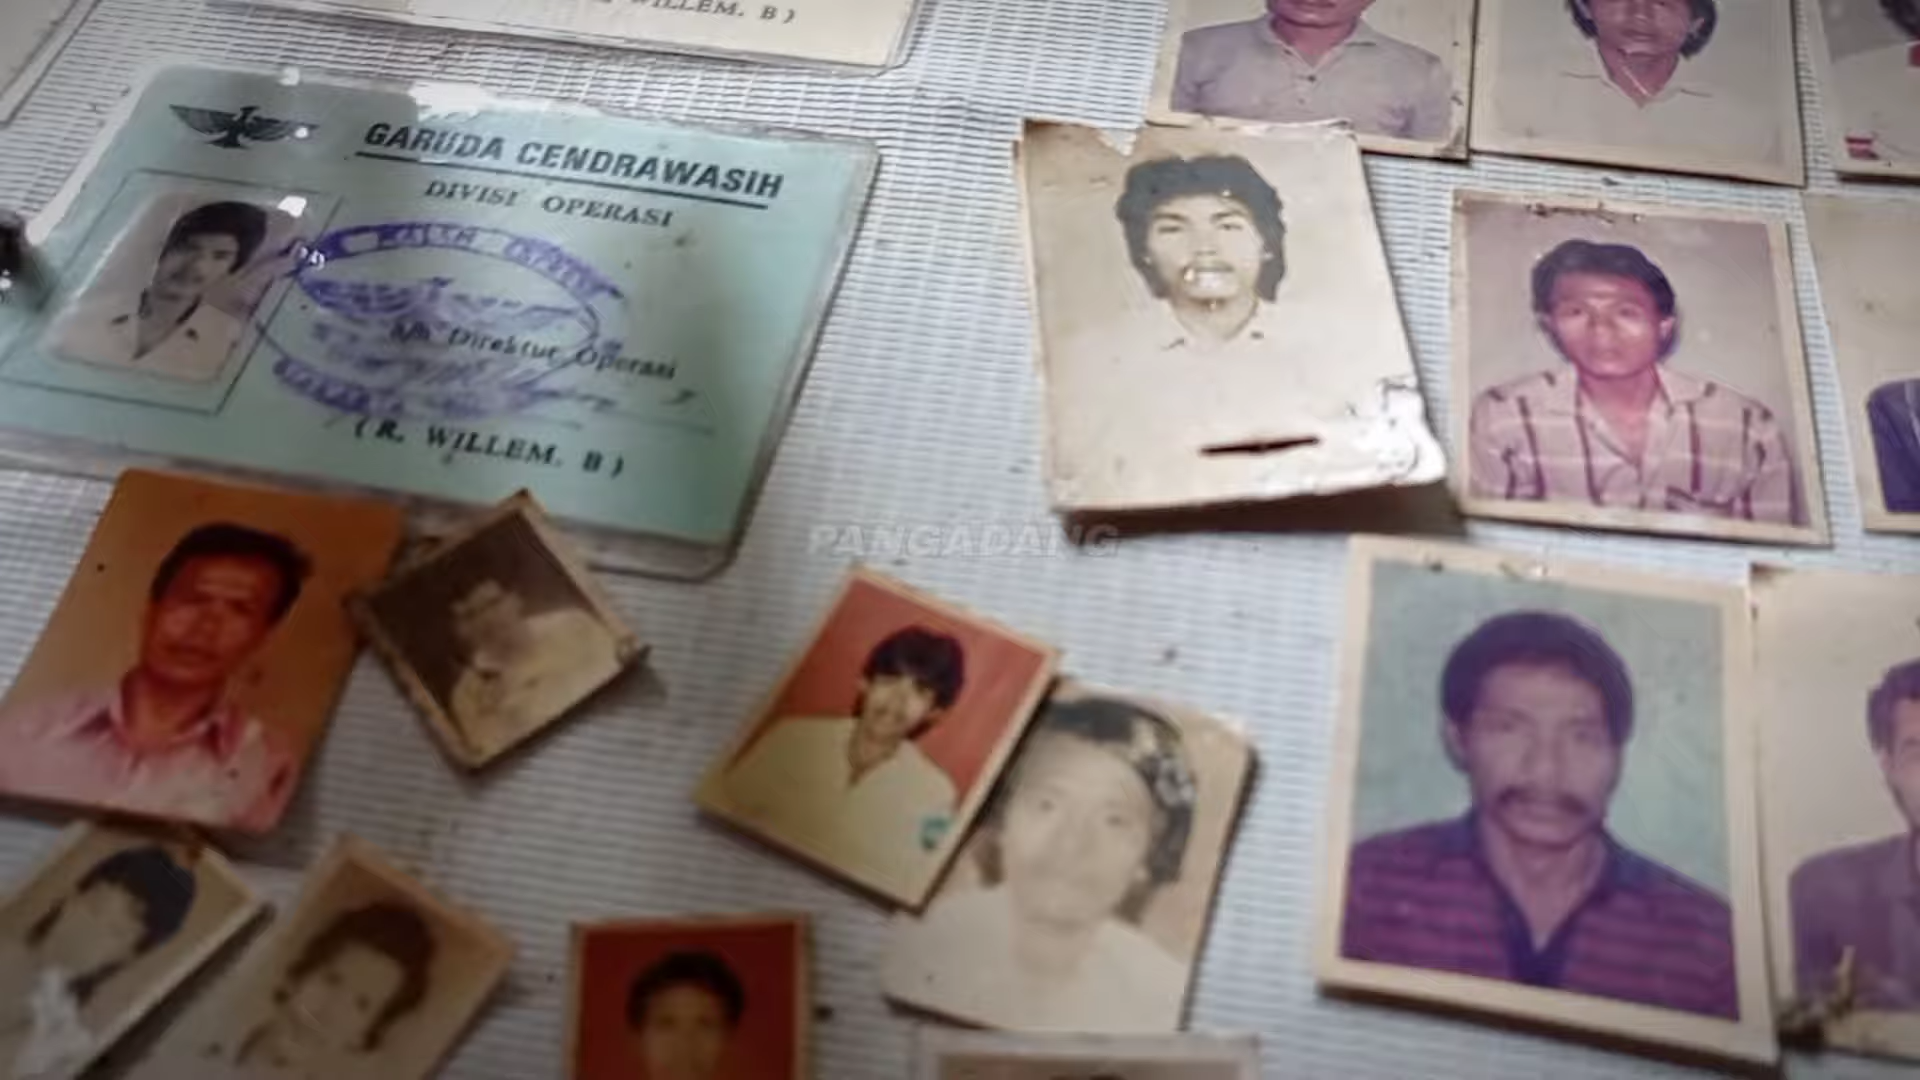 WILLEM. B )
GARUDA CENDRAWASIH
DIVISI OPERASI
A/n Direktur Operasi
( R. WILLEM. B )
PANGADANG